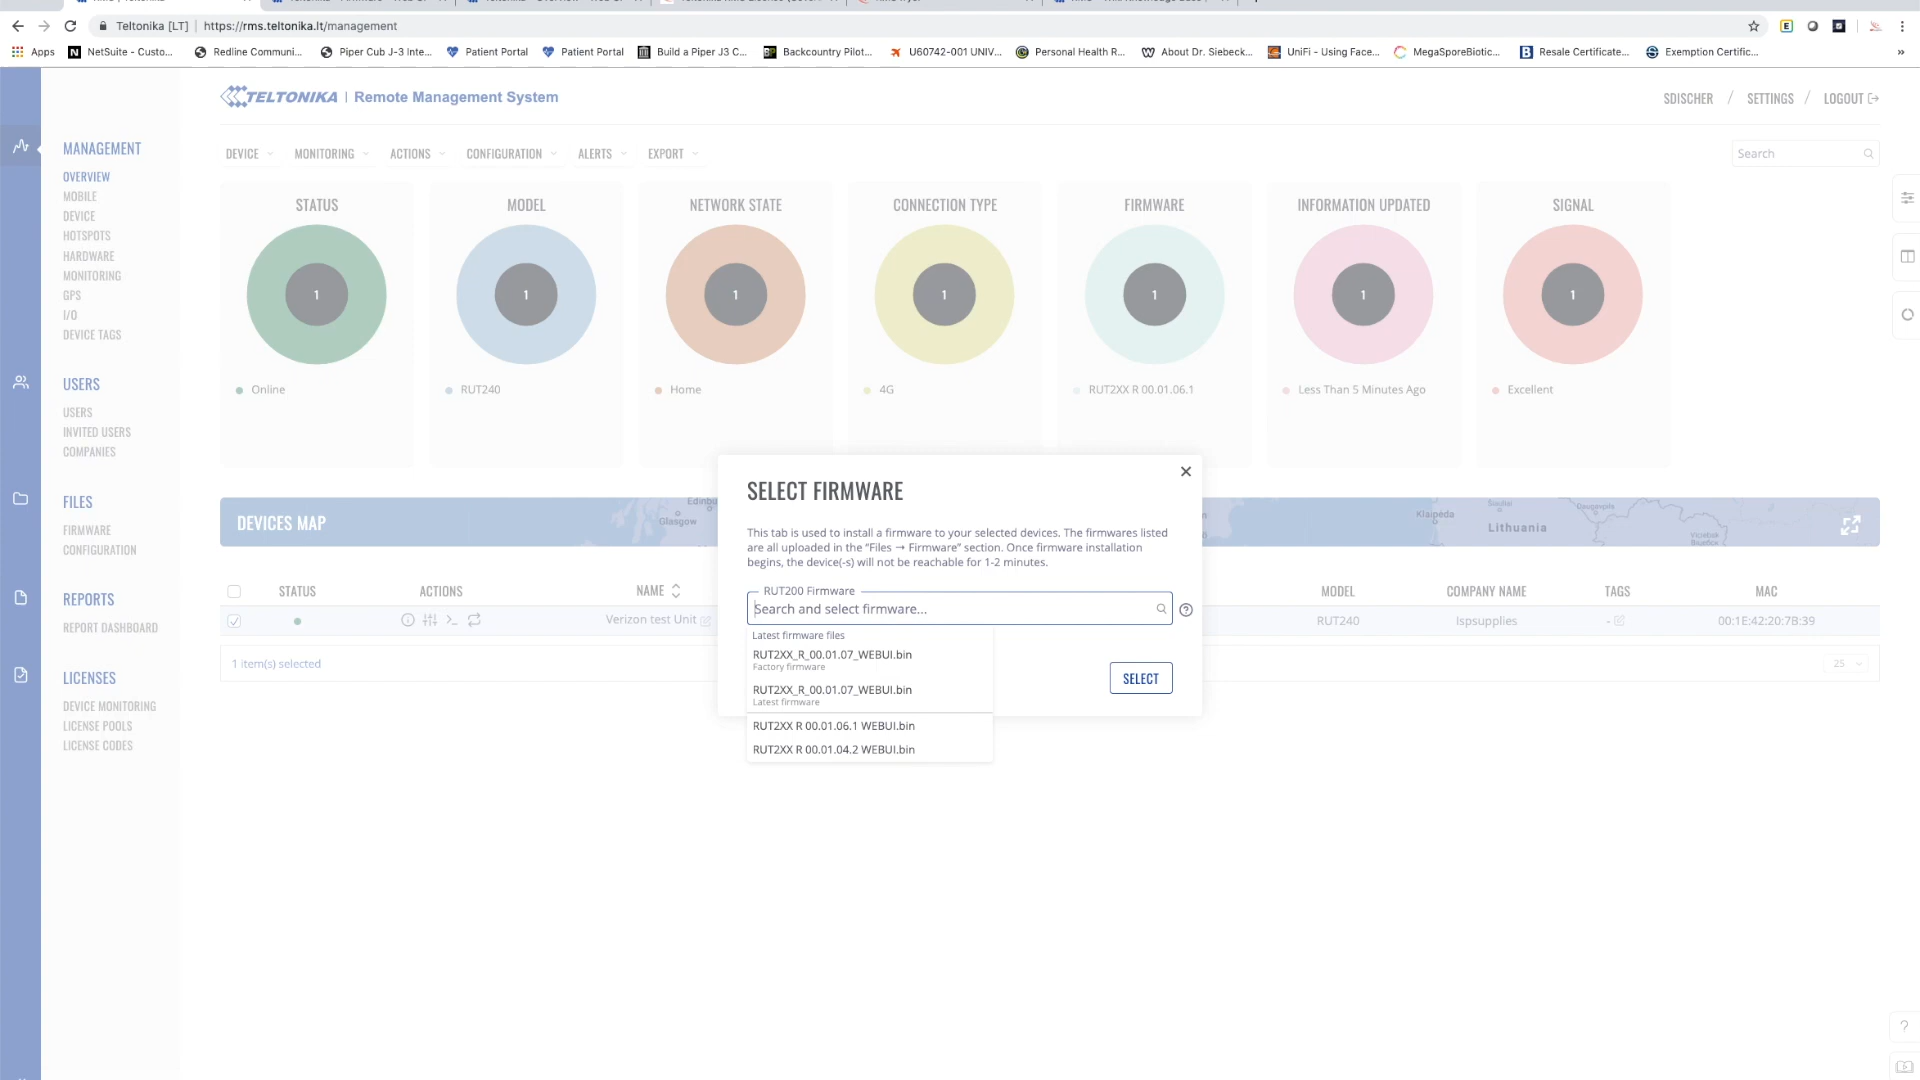 Teltonika [LT] | https://rms.teltonika.lt/management
Apps NetSuite - Custo... Redline Communi... Piper Cub J-3 Inte... Patient Portal Patient Portal Build a Piper J3 C... Backcountry Pilot... U60742-001 UNIV... Personal Health R... About Dr. Siebeck... UniFi - Using Face... MegaSporeBiotic... Resale Certificate... Exemption Certific... »
TELTONIKA | Remote Management System
SDISCHER / SETTINGS / LOGOUT
DEVICE MONITORING ACTIONS CONFIGURATION ALERTS EXPORT
Search
MANAGEMENT
OVERVIEW
MOBILE
DEVICE
HOTSPOTS
HARDWARE
MONITORING
GPS
I/O
DEVICE TAGS
USERS
USERS
INVITED USERS
COMPANIES
FILES
FIRMWARE
CONFIGURATION
REPORTS
REPORT DASHBOARD
LICENSES
DEVICE MONITORING
LICENSE POOLS
LICENSE CODES
STATUS MODEL NETWORK STATE CONNECTION TYPE FIRMWARE INFORMATION UPDATED SIGNAL
1 1 1 1 1 1 1
Online RUT240 Home 4G RUT2XX R 00.01.06.1 Less Than 5 Minutes Ago Excellent
DEVICES MAP
Glasgow
Klaipeda
Lithuania
STATUS ACTIONS NAME MODEL COMPANY NAME TAGS MAC
Verizon test Unit RUT240 Ispsupplies - 00:1E:42:20:7B:39
1 item(s) selected
25
SELECT FIRMWARE
This tab is used to install a firmware to your selected devices. The firmwares listed
are all uploaded in the “Files → Firmware” section. Once firmware installation
begins, the device(-s) will not be reachable for 1-2 minutes.
RUT200 Firmware
Search and select firmware...
Latest firmware files
RUT2XX_R_00.01.07_WEBUI.bin
Factory firmware
RUT2XX_R_00.01.07_WEBUI.bin
Latest firmware
RUT2XX R 00.01.06.1 WEBUI.bin
RUT2XX R 00.01.04.2 WEBUI.bin
SELECT